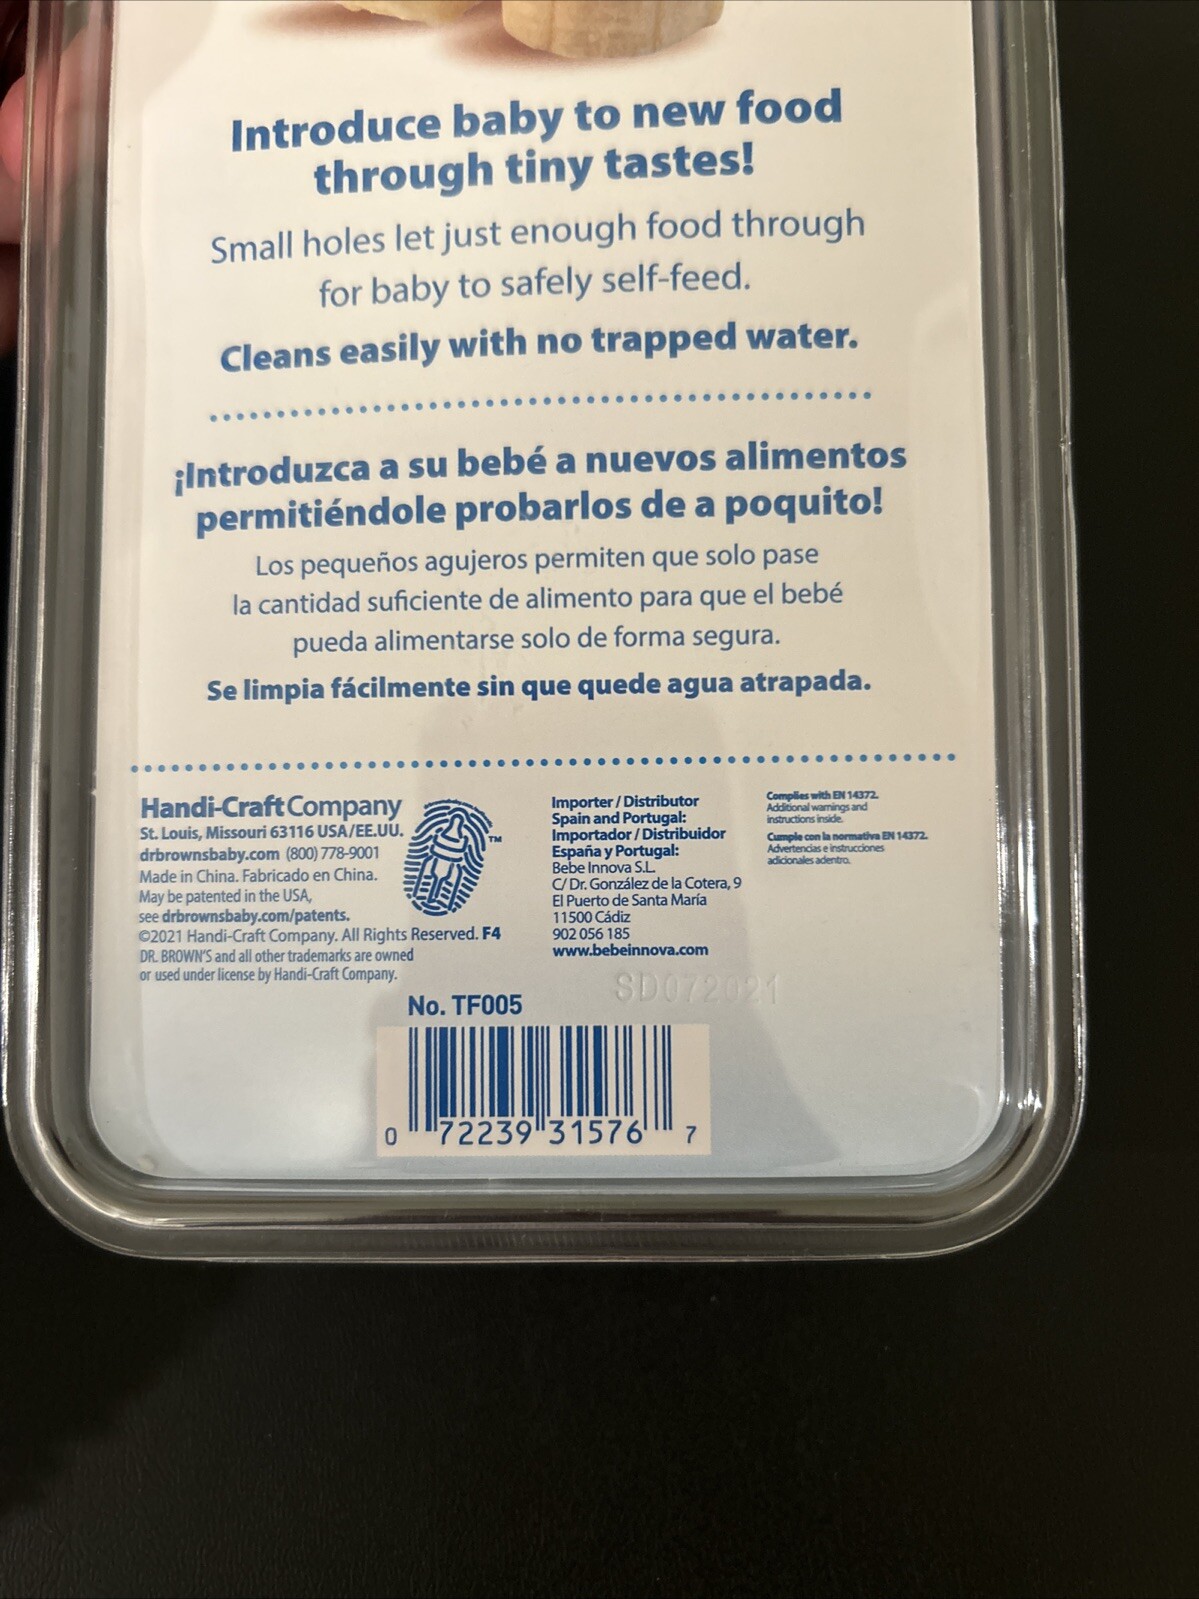 Introduce baby to new food
through tiny tastes!
Small holes let just enough food through
for baby to safely self-feed.
Cleans easily with no trapped water.
¡Introduzca a su bebé a nuevos alimentos
permitiéndole probarlos de a poquito!
Los pequeños agujeros permiten que solo pase
la cantidad suficiente de alimento para que el bebé
pueda alimentarse solo de forma segura.
Se limpia fácilmente sin que quede agua atrapada.
Handi-Craft Company
St. Louis, Missouri 63116 USA/EE.UU.
drbrownsbaby.com (800) 778-9001
Made in China. Fabricado en China.
May be patented in the USA,
see drbrownsbaby.com/patents.
©2021 Handi-Craft Company. All Rights Reserved. F4
DR. BROWN'S and all other trademarks are owned
or used under license by Handi-Craft Company.
TM
Importer / Distributor
Spain and Portugal:
Importador / Distribuidor
España y Portugal:
Bebe Innova S.L.
C/ Dr. González de la Cotera, 9
El Puerto de Santa María
11500 Cádiz
902 056 185
www.bebeinnova.com
Complies with EN 14372.
Additional warnings and
instructions inside.
Cumple con la normativa EN 14372.
Advertencias e instrucciones
adicionales adentro.
SD072021
No. TF005
0 72239 31576 7